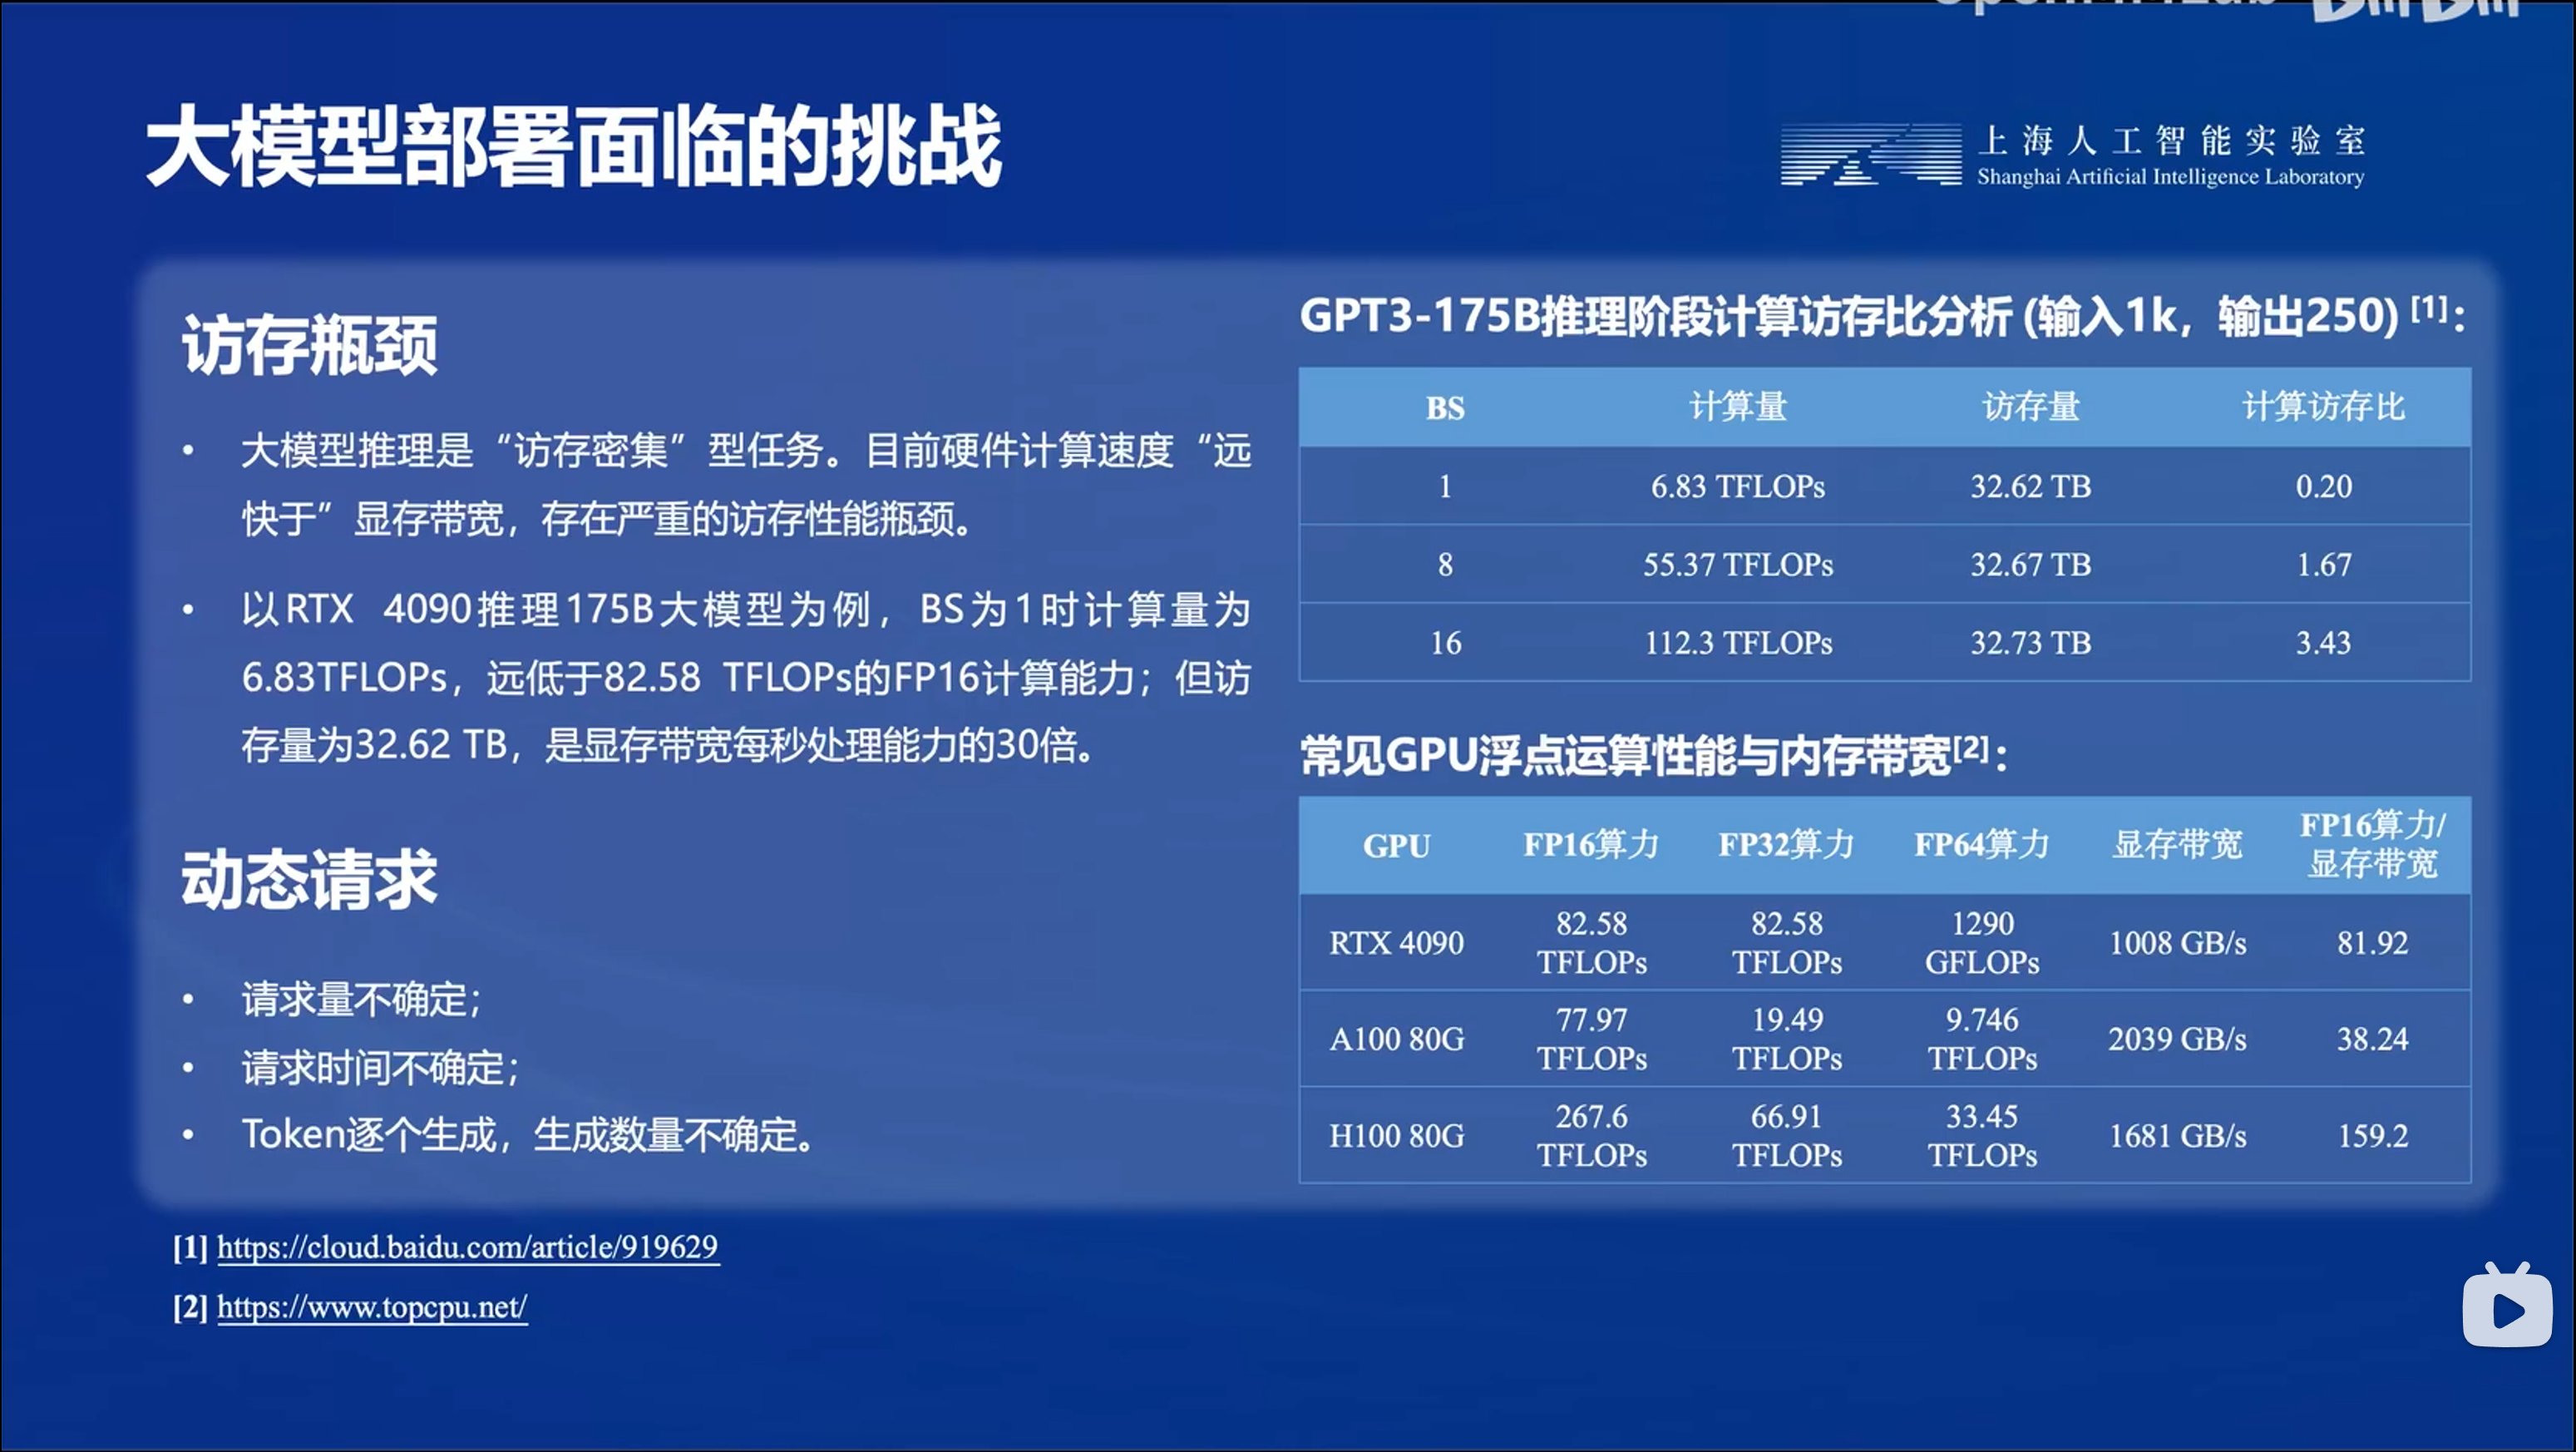 大模型部署面临的挑战
上海人工智能实验室
Shanghai Artificial Intelligence Laboratory
访存瓶颈
• 大模型推理是“访存密集”型任务。目前硬件计算速度“远
快于”显存带宽，存在严重的访存性能瓶颈。
• 以RTX 4090推理175B大模型为例，BS为1时计算量为
6.83TFLOPs，远低于82.58 TFLOPs的FP16计算能力；但访
存量为32.62 TB，是显存带宽每秒处理能力的30倍。
动态请求
• 请求量不确定；
• 请求时间不确定；
• Token逐个生成，生成数量不确定。
GPT3-175B推理阶段计算访存比分析 (输入1k，输出250) [1]：
BS 计算量 访存量 计算访存比
1 6.83 TFLOPs 32.62 TB 0.20
8 55.37 TFLOPs 32.67 TB 1.67
16 112.3 TFLOPs 32.73 TB 3.43
常见GPU浮点运算性能与内存带宽[2]：
GPU FP16算力 FP32算力 FP64算力 显存带宽 FP16算力/
显存带宽
RTX 4090 82.58 TFLOPs 82.58 TFLOPs 1290 GFLOPs 1008 GB/s 81.92
A100 80G 77.97 TFLOPs 19.49 TFLOPs 9.746 TFLOPs 2039 GB/s 38.24
H100 80G 267.6 TFLOPs 66.91 TFLOPs 33.45 TFLOPs 1681 GB/s 159.2
[1] https://cloud.baidu.com/article/919629
[2] https://www.topcpu.net/